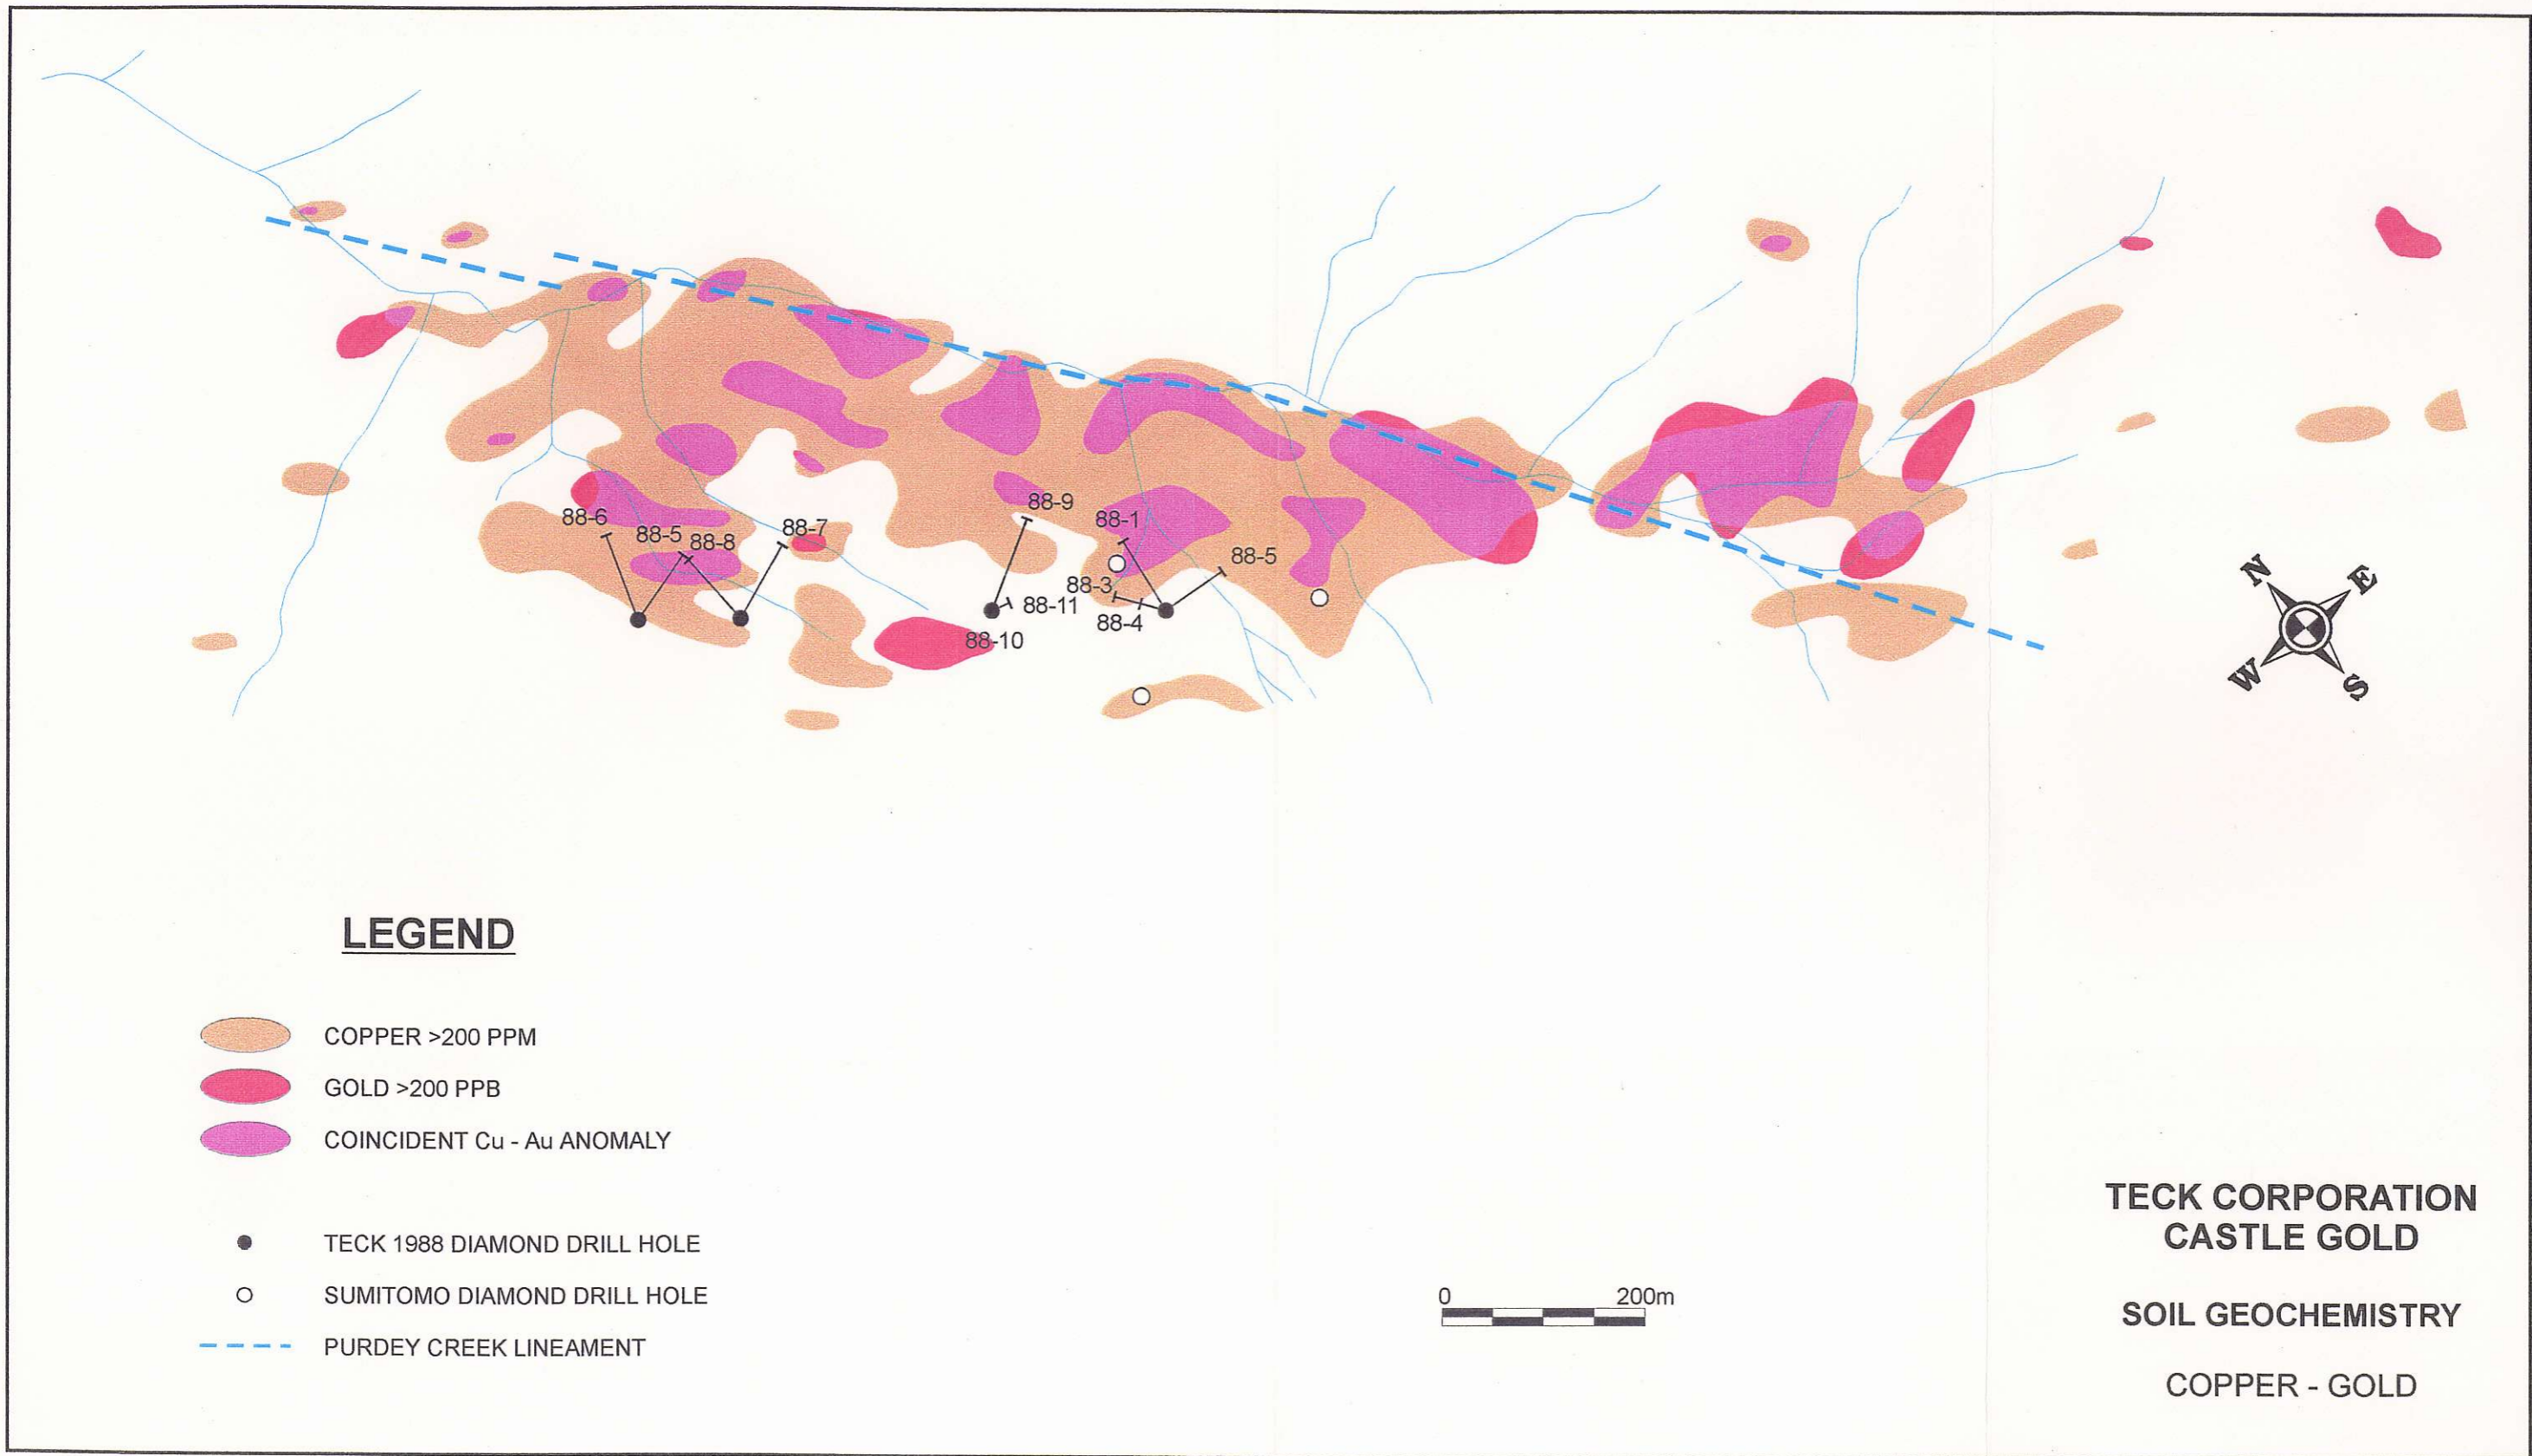 88-6
88-5
88-8
88-7
88-9
88-11
88-10
88-1
88-5
88-3
88-4
N
E
W
S
LEGEND
COPPER >200 PPM
GOLD >200 PPB
COINCIDENT Cu - Au ANOMALY
TECK 1988 DIAMOND DRILL HOLE
SUMITOMO DIAMOND DRILL HOLE
PURDEY CREEK LINEAMENT
0 200m
TECK CORPORATION
CASTLE GOLD
SOIL GEOCHEMISTRY
COPPER - GOLD